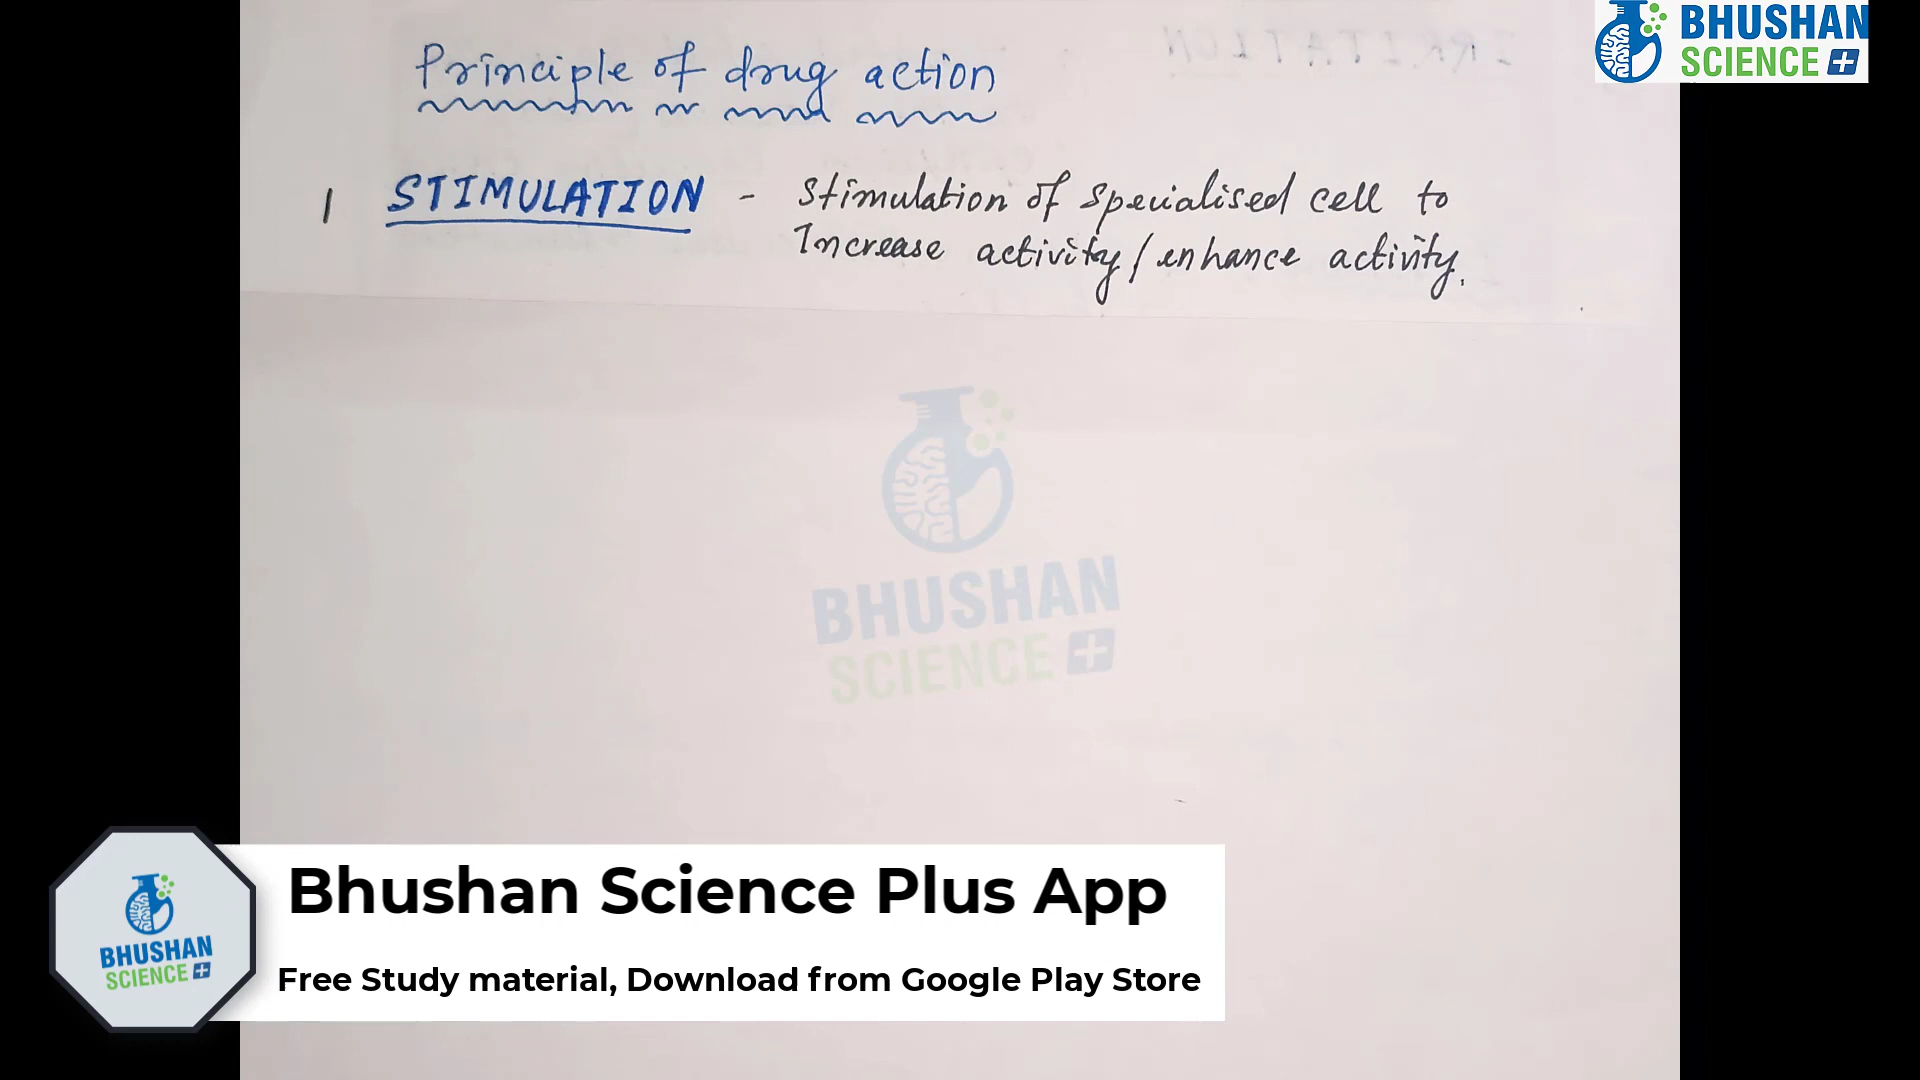 Principle of drug action
BHUSHAN
SCIENCE +
1 STIMULATION - Stimulation of specialised cell to
Increase activity/enhance activity.
BHUSHAN
SCIENCE +
Bhushan Science Plus App
BHUSHAN
SCIENCE +
Free Study material, Download from Google Play Store